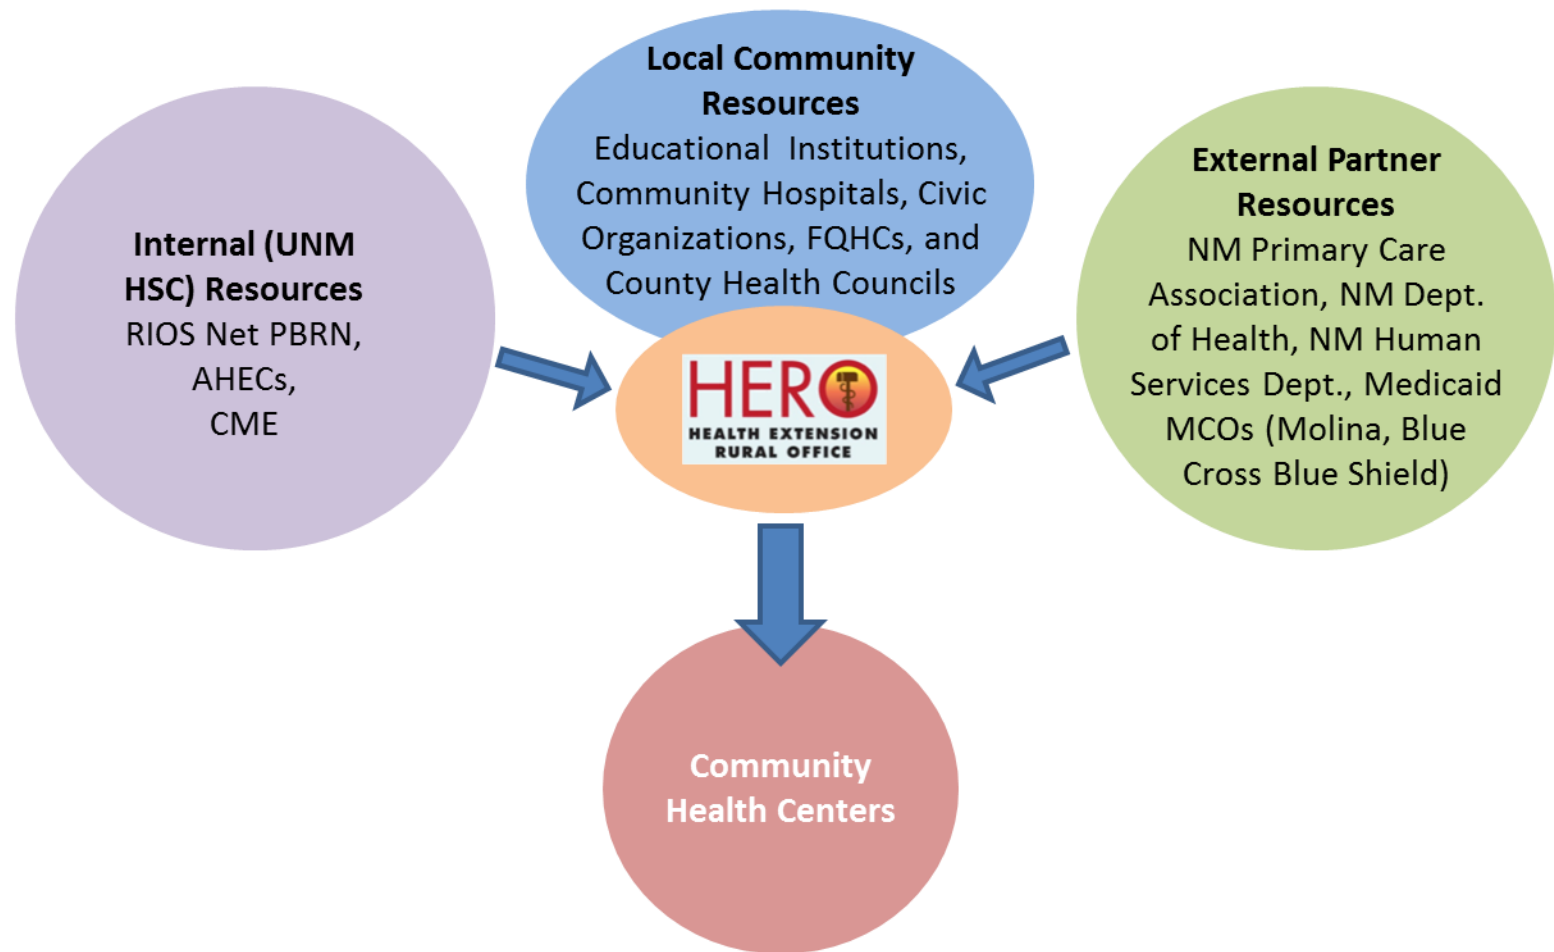 Local Community
Resources
Educational Institutions,
Community Hospitals, Civic
Organizations, FQHCs, and
County Health Councils
Internal (UNM
HSC) Resources
RIOS Net PBRN,
AHECs,
CME
External Partner
Resources
NM Primary Care
Association, NM Dept.
of Health, NM Human
Services Dept., Medicaid
MCOs (Molina, Blue
Cross Blue Shield)
HERO
HEALTH EXTENSION
RURAL OFFICE
Community
Health Centers